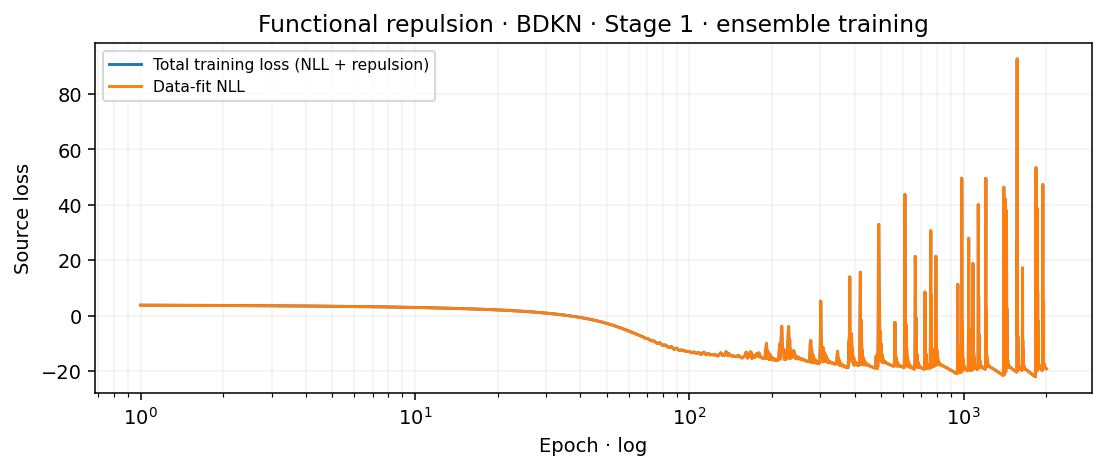 Functional repulsion · BDKN · Stage 1 · ensemble training
Total training loss (NLL + repulsion)
Data-fit NLL
Source loss
80
60
40
20
0
−20
10⁰
10¹
10²
10³
Epoch · log